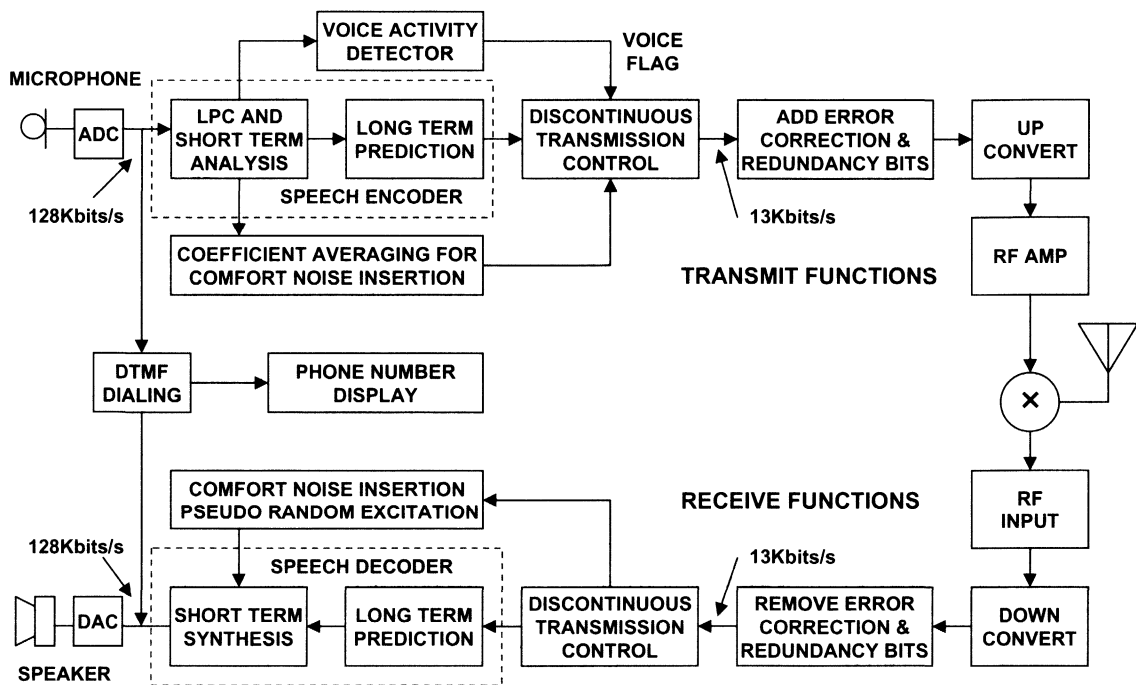 VOICE ACTIVITY
DETECTOR
VOICE
FLAG
MICROPHONE
ADC
LPC AND
SHORT TERM
ANALYSIS
LONG TERM
PREDICTION
SPEECH ENCODER
DISCONTINUOUS
TRANSMISSION
CONTROL
ADD ERROR
CORRECTION &
REDUNDANCY BITS
UP
CONVERT
128Kbits/s
13Kbits/s
COEFFICIENT AVERAGING FOR
COMFORT NOISE INSERTION
TRANSMIT FUNCTIONS
RF AMP
DTMF
DIALING
PHONE NUMBER
DISPLAY
×
COMFORT NOISE INSERTION
PSEUDO RANDOM EXCITATION
RECEIVE FUNCTIONS
RF
INPUT
128Kbits/s
SPEECH DECODER
13Kbits/s
DAC
SHORT TERM
SYNTHESIS
LONG TERM
PREDICTION
DISCONTINUOUS
TRANSMISSION
CONTROL
REMOVE ERROR
CORRECTION &
REDUNDANCY BITS
DOWN
CONVERT
SPEAKER